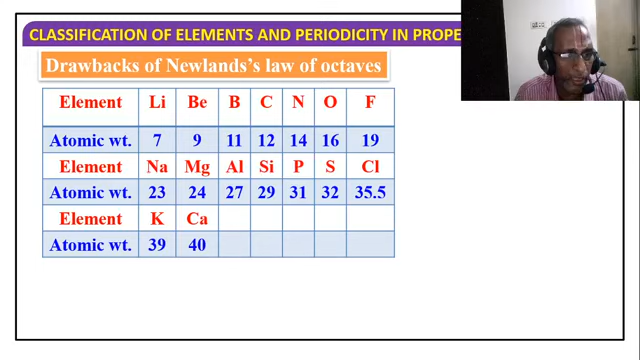 CLASSIFICATION OF ELEMENTS AND PERIODICITY IN PROPE
Drawbacks of Newlands's law of octaves
Element Li Be B C N O F
Atomic wt. 7 9 11 12 14 16 19
Element Na Mg Al Si P S Cl
Atomic wt. 23 24 27 29 31 32 35.5
Element K Ca
Atomic wt. 39 40